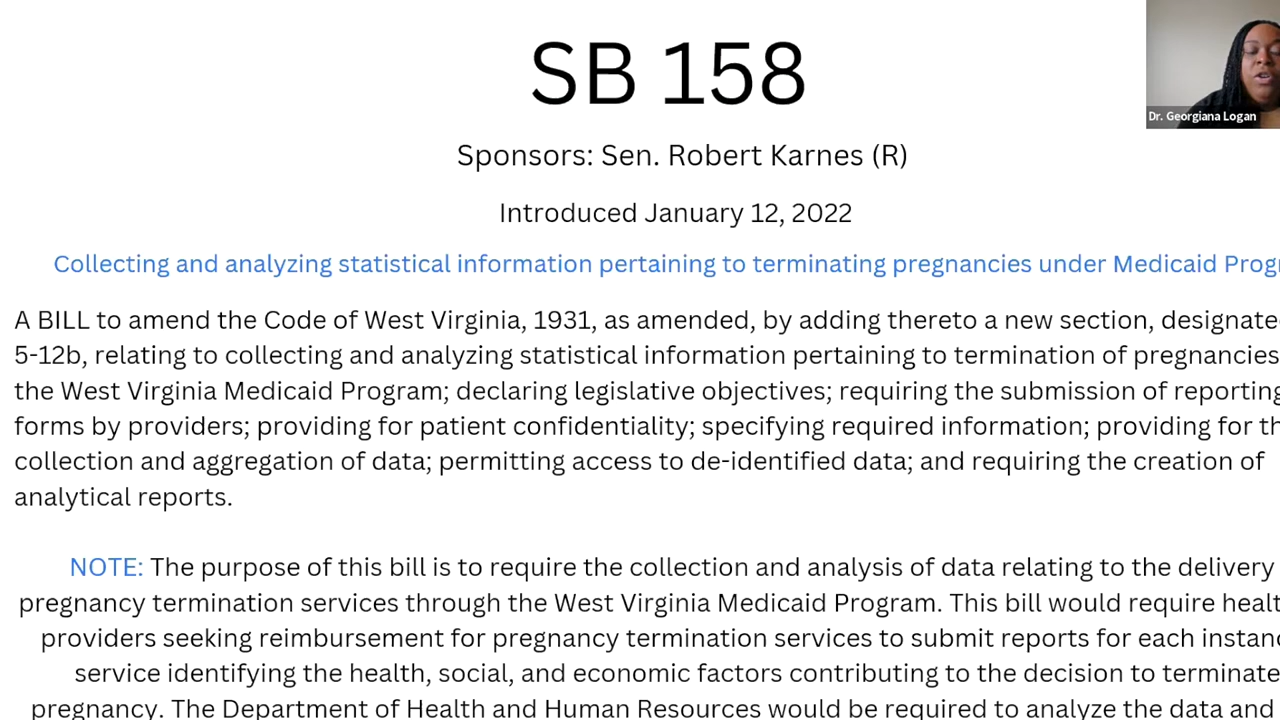 SB 158
Dr. Georgiana Logan
Sponsors: Sen. Robert Karnes (R)
Introduced January 12, 2022
Collecting and analyzing statistical information pertaining to terminating pregnancies under Medicaid
A BILL to amend the Code of West Virginia, 1931, as amended, by adding thereto a new section,
5-12b, relating to collecting and analyzing statistical information pertaining to termination of pregnancies
the West Virginia Medicaid Program; declaring legislative objectives; requiring the submission of reporting
forms by providers; providing for patient confidentiality; specifying required information; providing for
collection and aggregation of data; permitting access to de-identified data; and requiring the creation of
analytical reports.
NOTE: The purpose of this bill is to require the collection and analysis of data relating to the delivery
pregnancy termination services through the West Virginia Medicaid Program. This bill would require
providers seeking reimbursement for pregnancy termination services to submit reports for each
service identifying the health, social, and economic factors contributing to the decision to terminate
pregnancy. The Department of Health and Human Resources would be required to analyze the data and